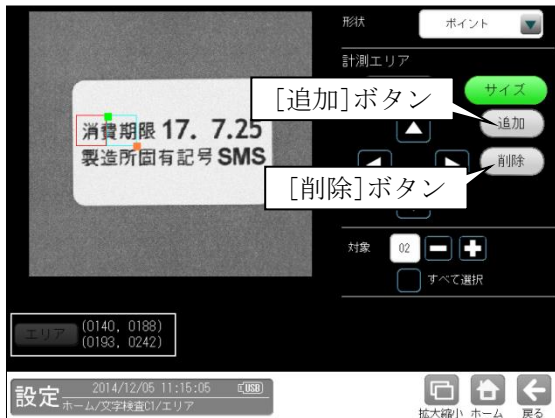 形状
ポイント
計測エリア
[追加]ボタン
サイズ
追加
消費期限 17. 7.25
製造所固有記号 SMS
削除
[削除]ボタン
対象
02
すべて選択
エリア
(0140, 0188)
(0193, 0242)
設定
2014/12/05 11:15:05
USB
ホーム/文字検査C1/エリア
拡大縮小
ホーム
戻る